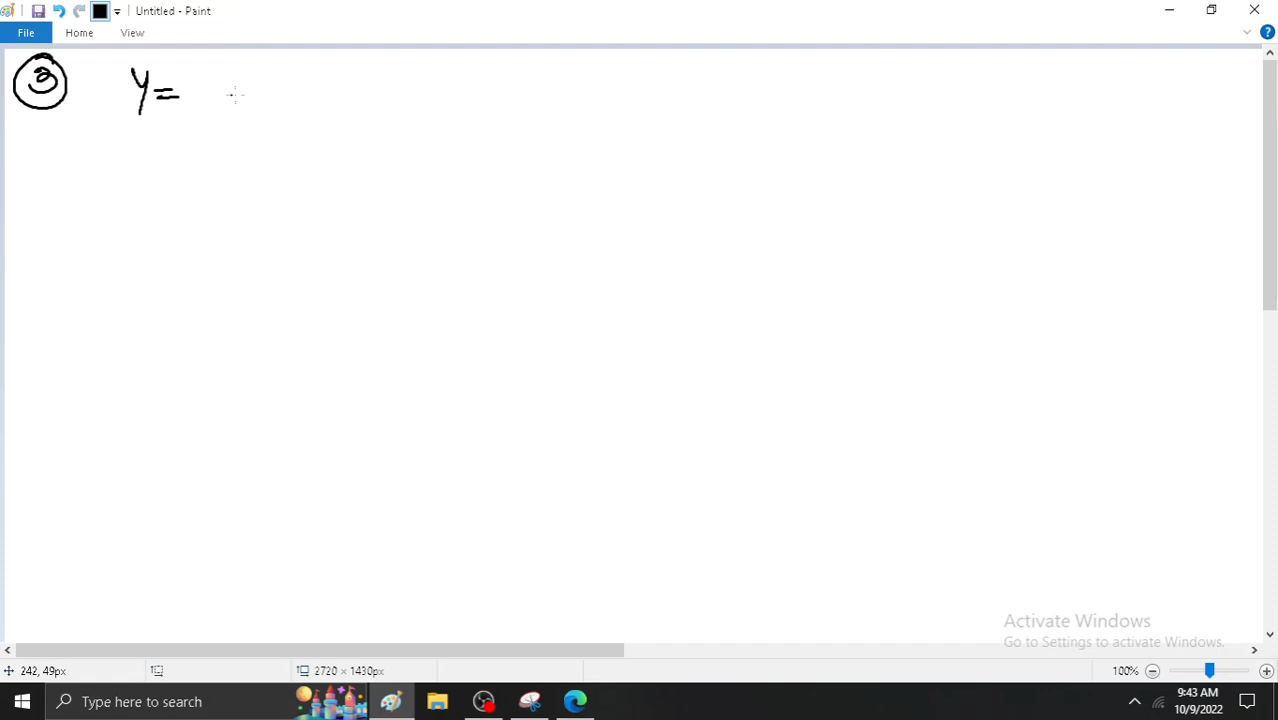 Untitled - Paint
File Home View
③ y=
Activate Windows
Go to Settings to activate Windows.
242, 49px 2720 × 1430px 100%
Type here to search 9:43 AM
10/9/2022